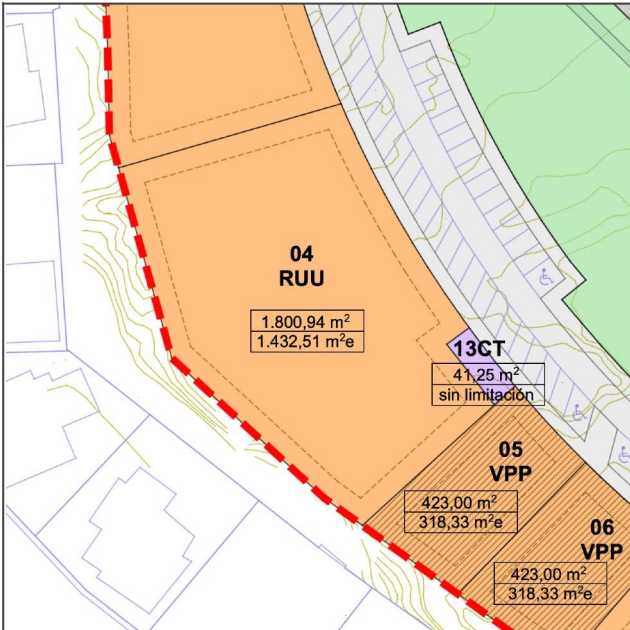 04
RUU
1.800,94 m²
1.432,51 m²e
13CT
41,25 m²
sin limitación
05
VPP
423,00 m²
318,33 m²e
06
VPP
423,00 m²
318,33 m²e